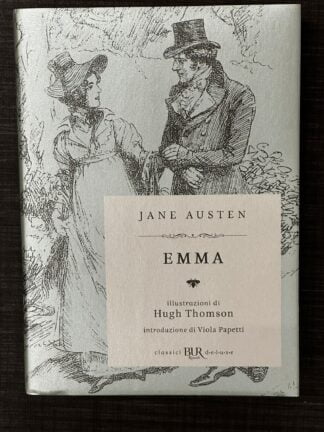 JANE AUSTEN
EMMA
illustrazioni di
Hugh Thomson
introduzione di Viola Papetti
classici BUR deluxe